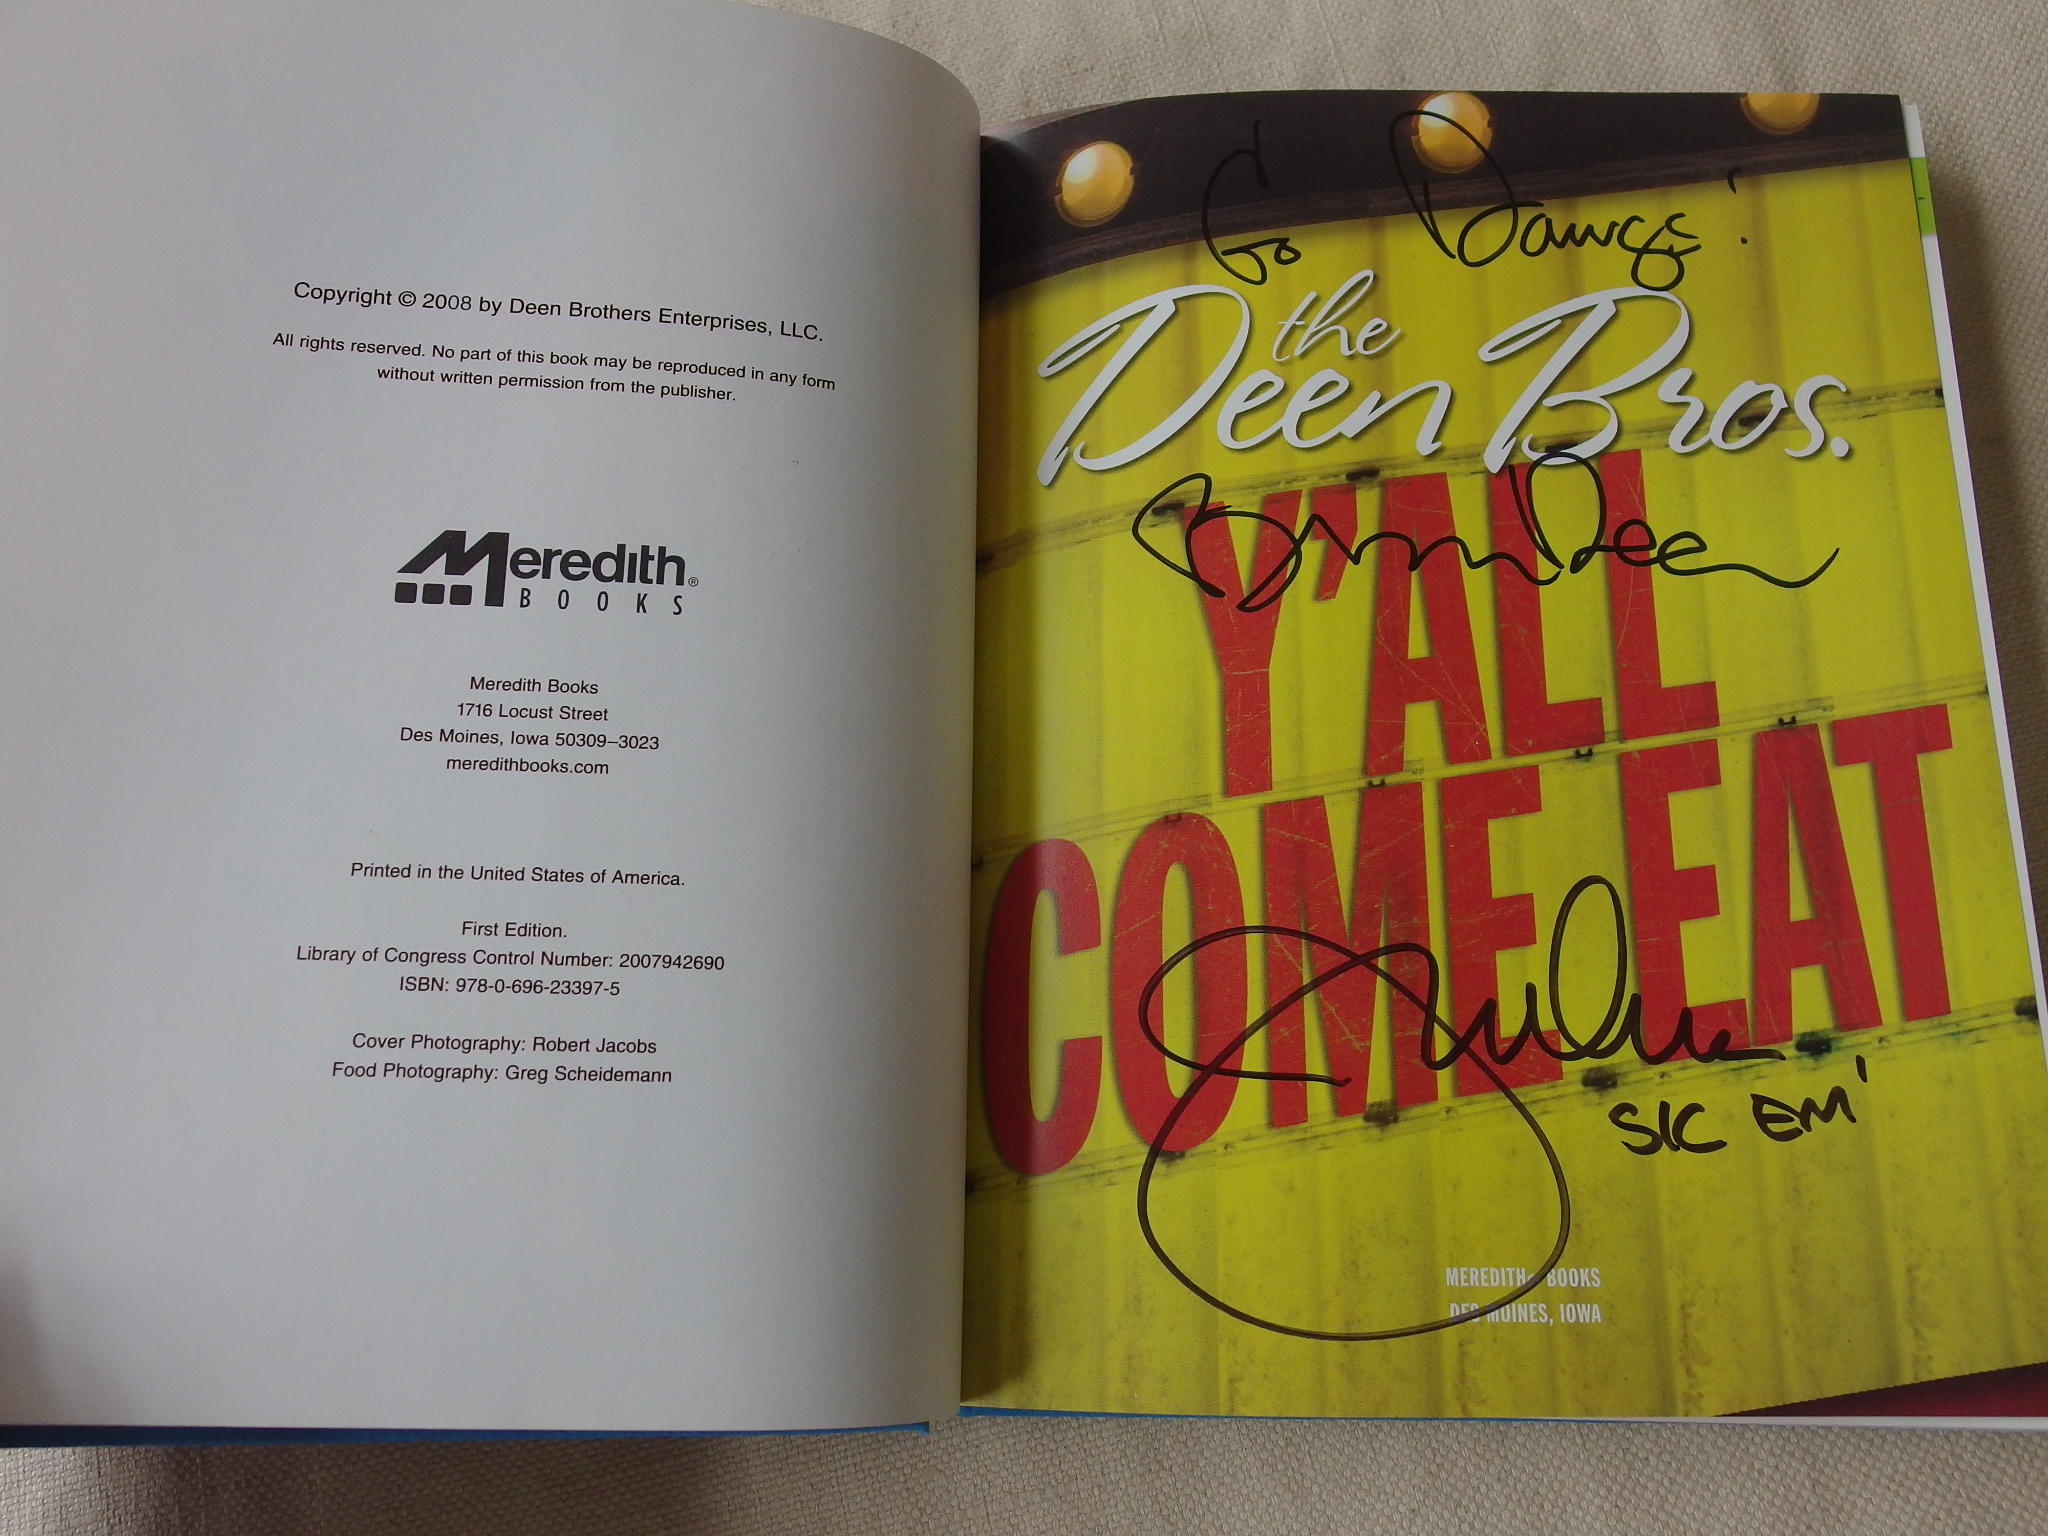 Copyright © 2008 by Deen Brothers Enterprises, LLC.
All rights reserved. No part of this book may be reproduced in any form
without written permission from the publisher.
Meredith®
BOOKS
Meredith Books
1716 Locust Street
Des Moines, Iowa 50309–3023
meredithbooks.com
Printed in the United States of America.
First Edition.
Library of Congress Control Number: 2007942690
ISBN: 978-0-696-23397-5
Cover Photography: Robert Jacobs
Food Photography: Greg Scheidemann
Go Dawgs!
the
Deen Bros.
Deen
Y'ALL
COME EAT
SIC EM'
MEREDITH® BOOKS
DES MOINES, IOWA